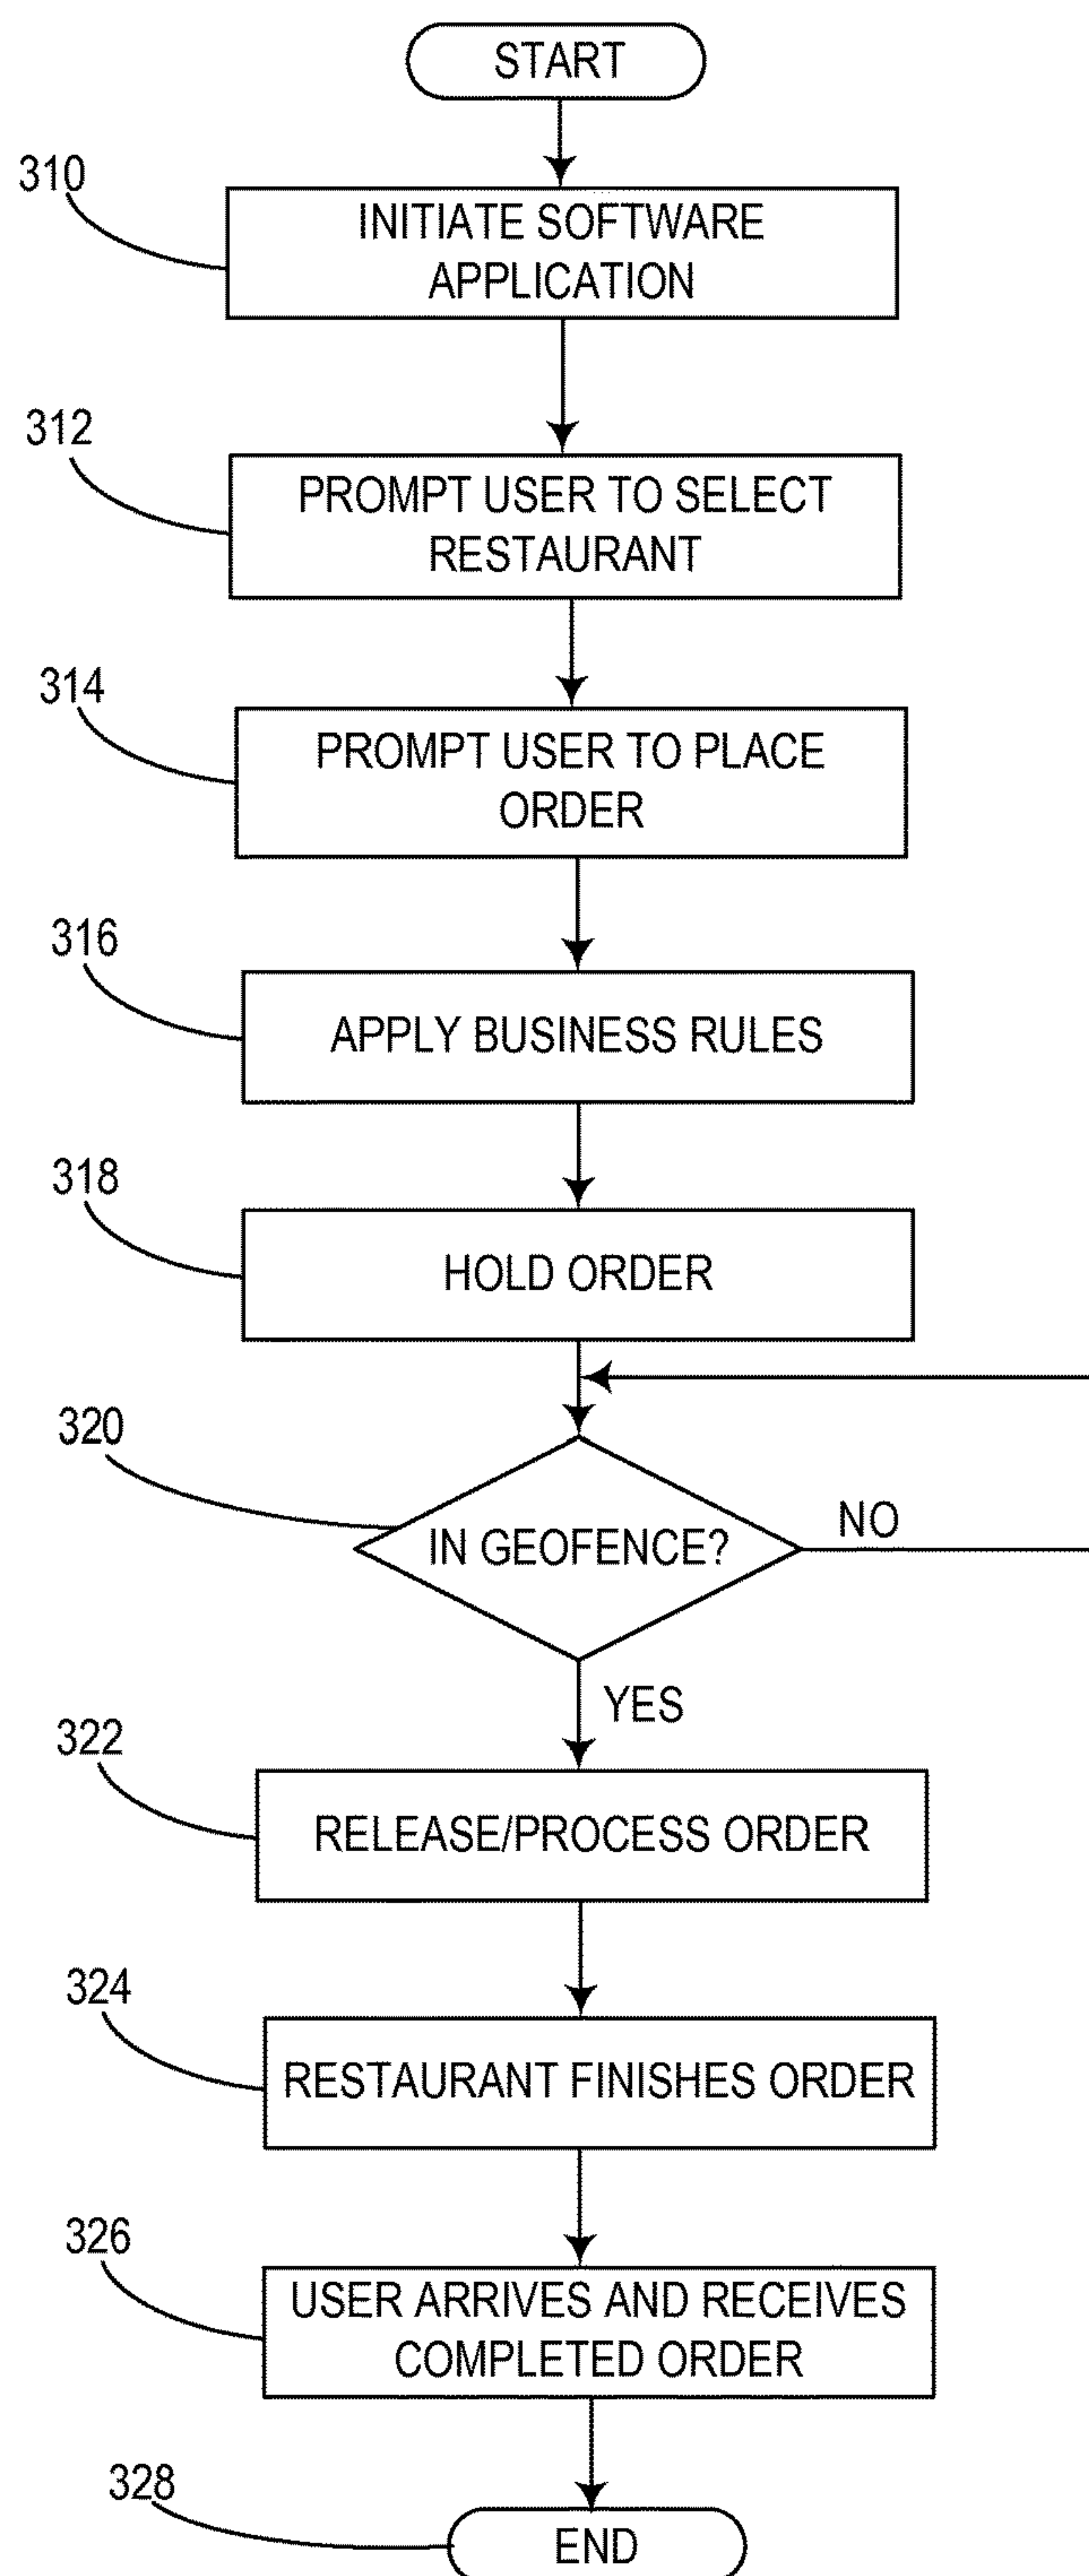 START
310
INITIATE SOFTWARE
APPLICATION
312
PROMPT USER TO SELECT
RESTAURANT
314
PROMPT USER TO PLACE
ORDER
316
APPLY BUSINESS RULES
318
HOLD ORDER
320
IN GEOFENCE?
NO
YES
322
RELEASE/PROCESS ORDER
324
RESTAURANT FINISHES ORDER
326
USER ARRIVES AND RECEIVES
COMPLETED ORDER
328
END